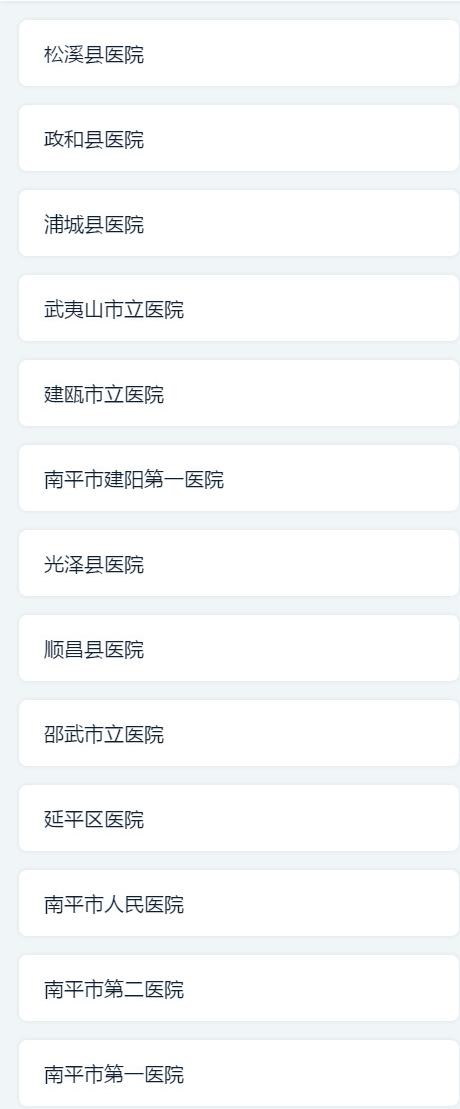 松溪县医院
政和县医院
浦城县医院
武夷山市立医院
建瓯市立医院
南平市建阳第一医院
光泽县医院
顺昌县医院
邵武市立医院
延平区医院
南平市人民医院
南平市第二医院
南平市第一医院